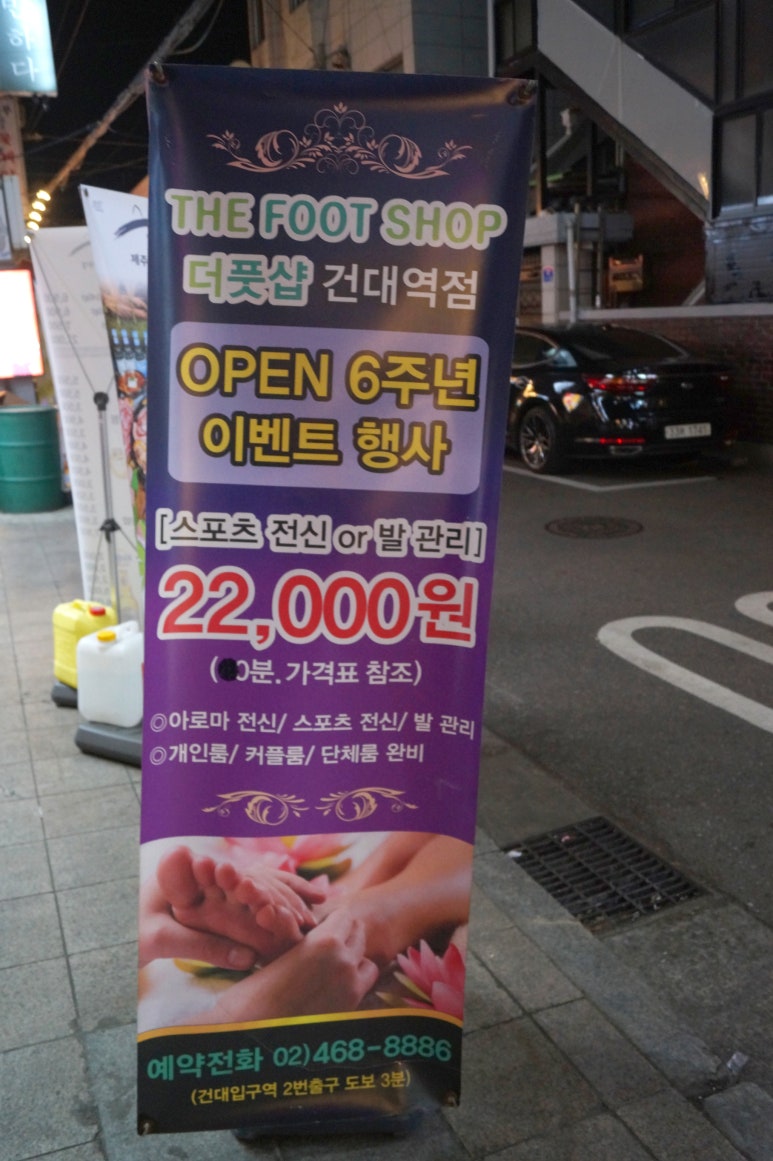 THE FOOT SHOP
더풋샵 건대역점
OPEN 6주년
이벤트 행사
[스포츠 전신 or 발 관리]
22,000원
(0분. 가격표 참조)
◎아로마 전신/ 스포츠 전신/ 발 관리
◎개인룸/ 커플룸/ 단체룸 완비
예약전화 02)468-8886
(건대입구역 2번출구 도보 3분)